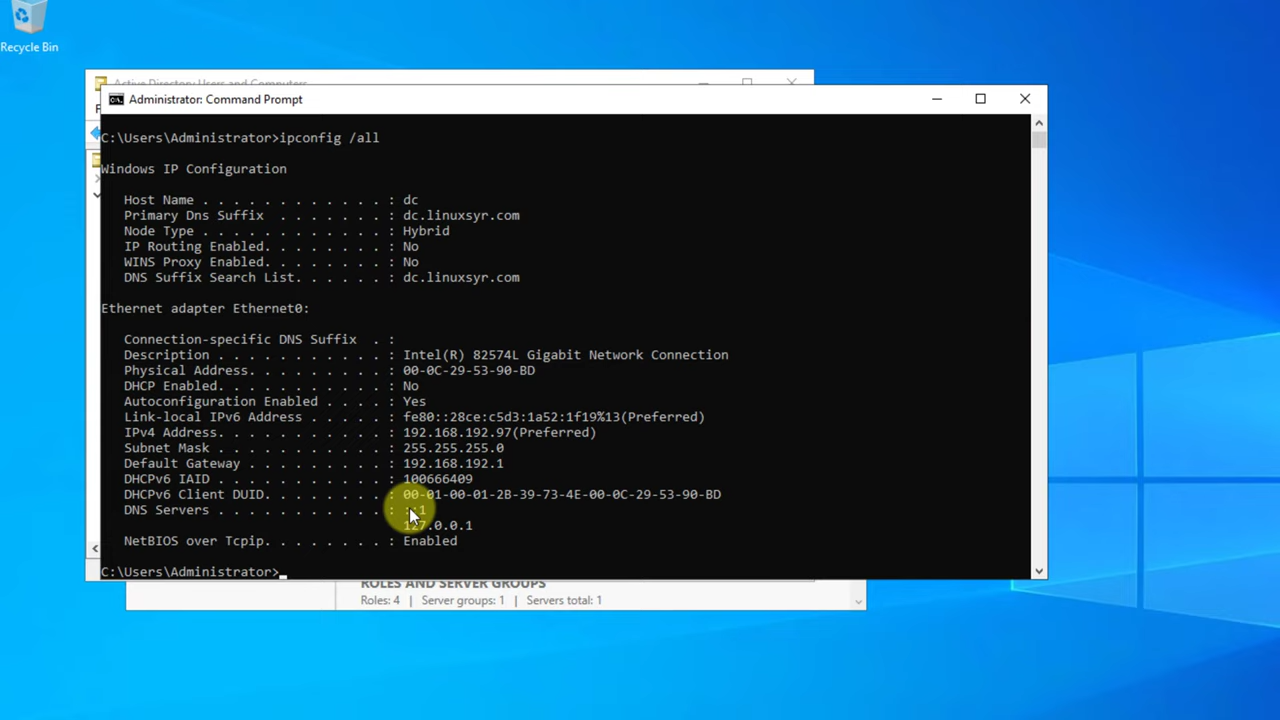 Recycle Bin
Active Directory Users and Computers
Administrator: Command Prompt
C:\Users\Administrator>ipconfig /all
Windows IP Configuration
Host Name . . . . . . . . . . . . : dc
Primary Dns Suffix  . . . . . . . : dc.linuxsyr.com
Node Type . . . . . . . . . . . . : Hybrid
IP Routing Enabled. . . . . . . . : No
WINS Proxy Enabled. . . . . . . . : No
DNS Suffix Search List. . . . . . : dc.linuxsyr.com
Ethernet adapter Ethernet0:
Connection-specific DNS Suffix  . :
Description . . . . . . . . . . . : Intel(R) 82574L Gigabit Network Connection
Physical Address. . . . . . . . . : 00-0C-29-53-90-BD
DHCP Enabled. . . . . . . . . . . : No
Autoconfiguration Enabled . . . . : Yes
Link-local IPv6 Address . . . . . : fe80::28ce:c5d3:1a52:1f19%13(Preferred)
IPv4 Address. . . . . . . . . . . : 192.168.192.97(Preferred)
Subnet Mask . . . . . . . . . . . : 255.255.255.0
Default Gateway . . . . . . . . . : 192.168.192.1
DHCPv6 IAID . . . . . . . . . . . : 100666409
DHCPv6 Client DUID. . . . . . . . : 00-01-00-01-2B-39-73-4E-00-0C-29-53-90-BD
DNS Servers . . . . . . . . . . . : ::1
127.0.0.1
NetBIOS over Tcpip. . . . . . . . : Enabled
C:\Users\Administrator>
ROLES AND SERVER GROUPS
Roles: 4 | Server groups: 1 | Servers total: 1